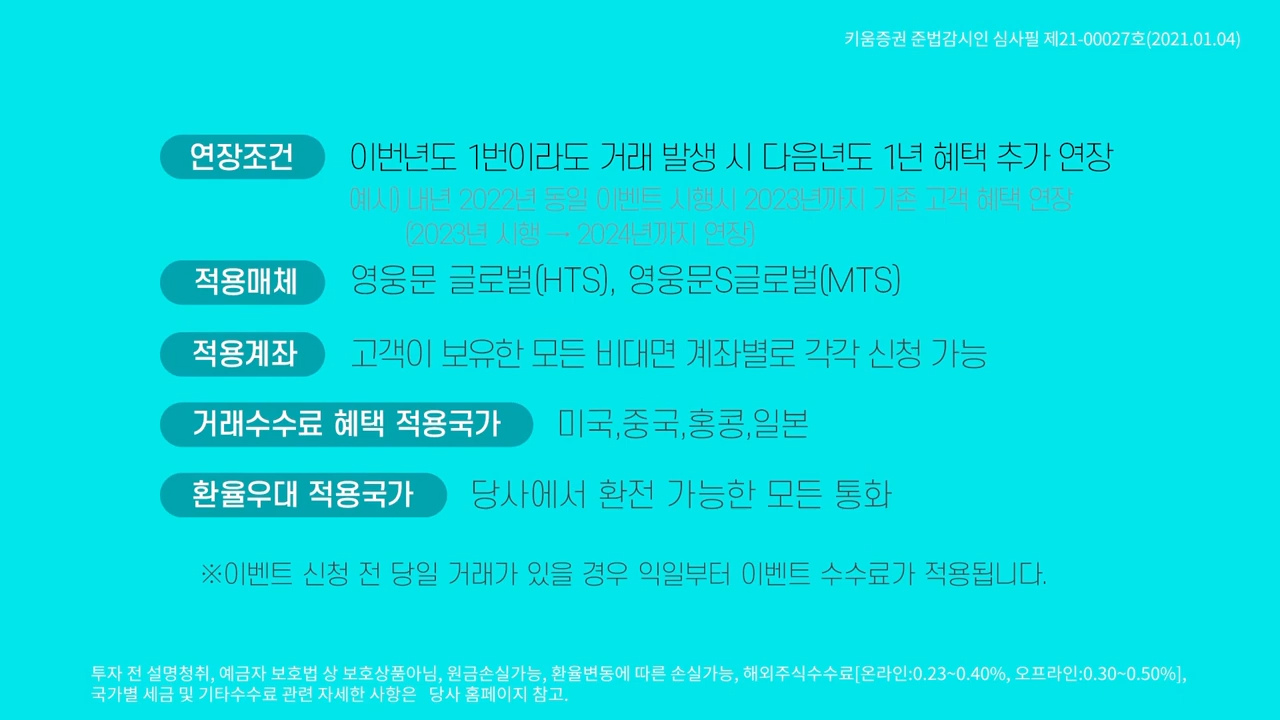 키움증권 준법감시인 심사필 제21-00027호(2021.01.04)
연장조건 이번년도 1번이라도 거래 발생 시 다음년도 1년 혜택 추가 연장
예시) 내년 2022년 동일 이벤트 시행시 2023년까지 기존 고객 혜택 연장
(2023년 시행 → 2024년까지 연장)
적용매체 영웅문 글로벌(HTS), 영웅문S글로벌(MTS)
적용계좌 고객이 보유한 모든 비대면 계좌별로 각각 신청 가능
거래수수료 혜택 적용국가 미국,중국,홍콩,일본
환율우대 적용국가 당사에서 환전 가능한 모든 통화
※이벤트 신청 전 당일 거래가 있을 경우 익일부터 이벤트 수수료가 적용됩니다.
투자 전 설명청취, 예금자 보호법 상 보호상품아님, 원금손실가능, 환율변동에 따른 손실가능, 해외주식수수료[온라인:0.23~0.40%, 오프라인:0.30~0.50%],
국가별 세금 및 기타수수료 관련 자세한 사항은 당사 홈페이지 참고.